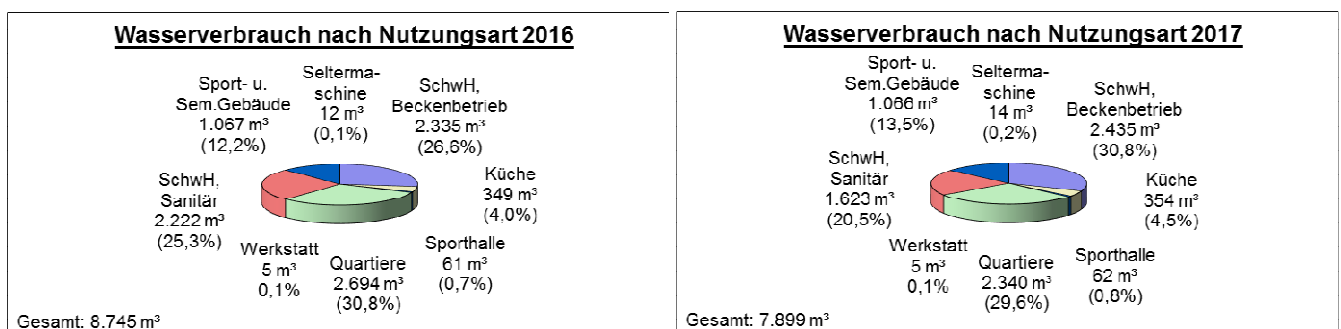 Wasserverbrauch nach Nutzungsart 2016
Sport- u.
Sem.Gebäude
1.067 m³
(12,2%)
Selterma-
schine
12 m³
(0,1%)
SchwH,
Beckenbetrieb
2.335 m³
(26,6%)
SchwH,
Sanitär
2.222 m³
(25,3%)
Küche
349 m³
(4,0%)
Werkstatt
5 m³
0,1%
Quartiere
2.694 m³
(30,8%)
Sporthalle
61 m³
(0,7%)
Gesamt: 8.745 m³
Wasserverbrauch nach Nutzungsart 2017
Sport- u.
Sem.Gebäude
1.066 m³
(13,5%)
Selterma-
schine
14 m³
(0,2%)
SchwH,
Beckenbetrieb
2.435 m³
(30,8%)
SchwH,
Sanitär
1.623 m³
(20,5%)
Küche
354 m³
(4,5%)
Werkstatt
5 m³
0,1%
Quartiere
2.340 m³
(29,6%)
Sporthalle
62 m³
(0,8%)
Gesamt: 7.899 m³